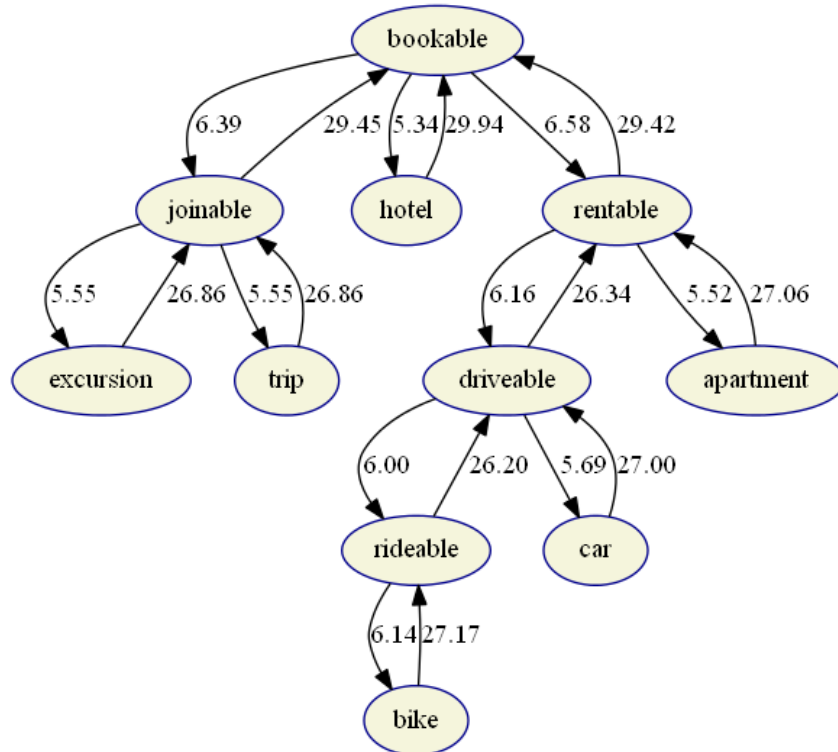 bookable
6.39 29.45 5.34 29.94 6.58 29.42
joinable hotel rentable
5.55 26.86 5.55 26.86 6.16 26.34 5.52 27.06
excursion trip driveable apartment
6.00 26.20 5.69 27.00
rideable car
6.14 27.17
bike